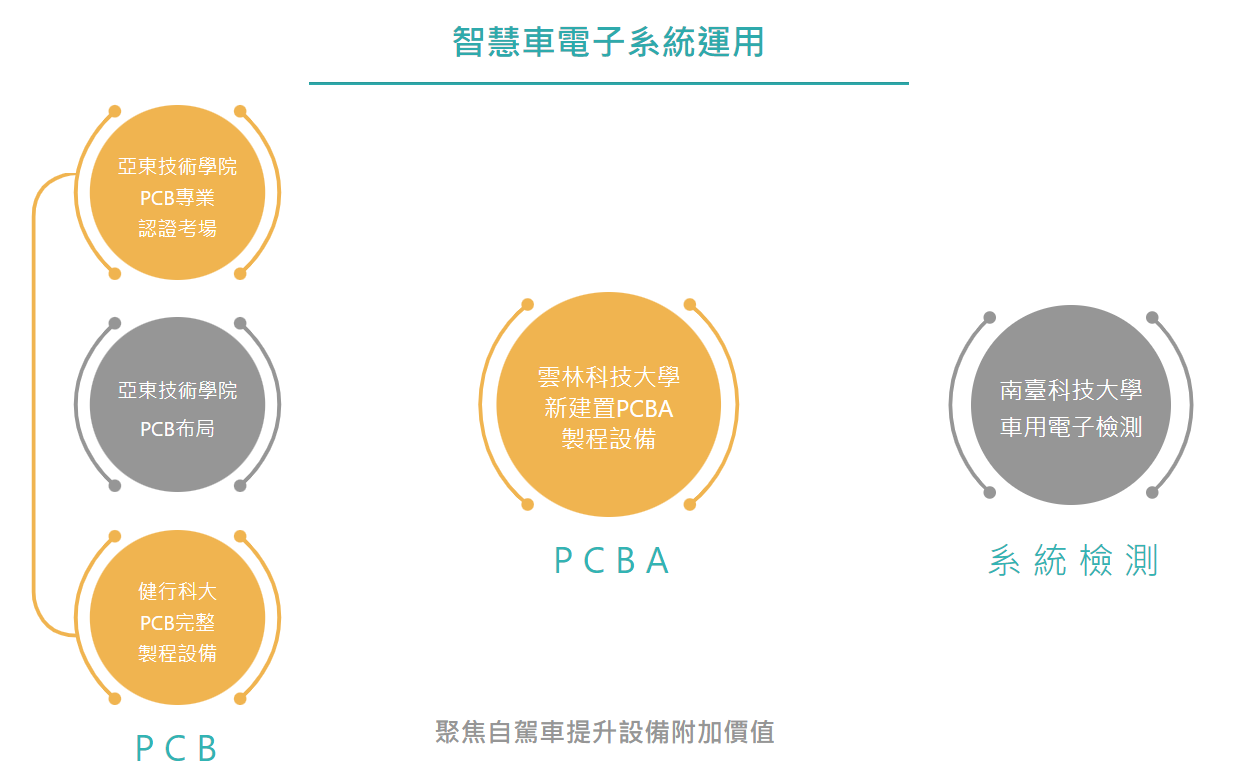 智慧車電子系統運用
亞東技術學院
PCB專業
認證考場
亞東技術學院
PCB布局
健行科大
PCB完整
製程設備
PCB
雲林科技大學
新建置PCBA
製程設備
PCBA
南臺科技大學
車用電子檢測
系統檢測
聚焦自駕車提升設備附加價值